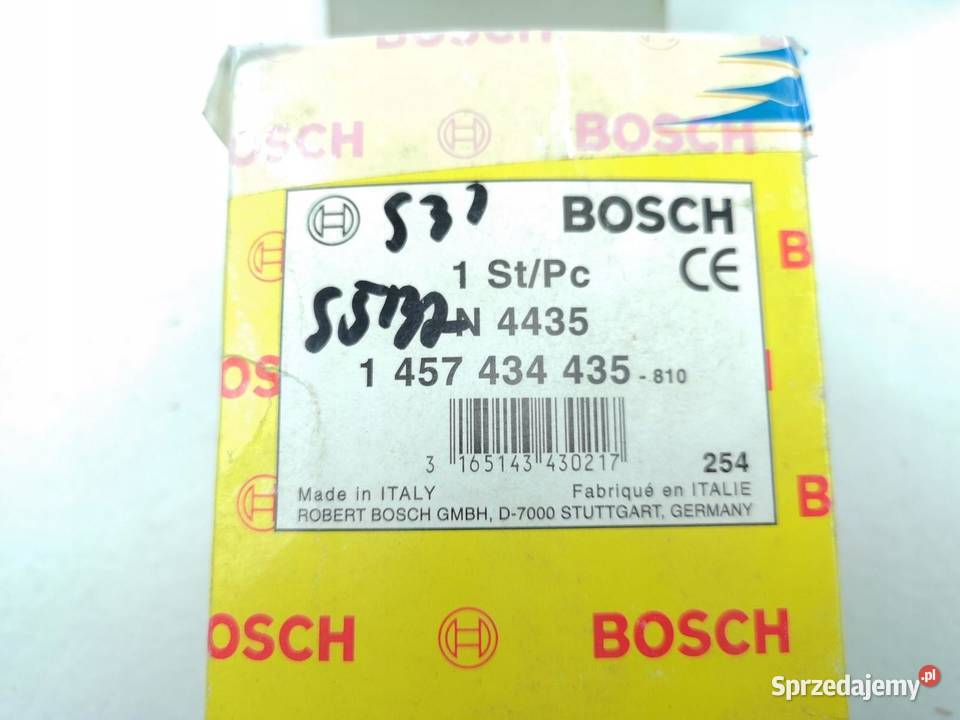 BOSCH
BOSCH BOSCH
537 BOSCH
1 St/Pc CE
N 4435
1 457 434 435 - 810
3 165143 430217 254
Made in ITALY Fabriqué en ITALIE
ROBERT BOSCH GMBH, D-7000 STUTTGART, GERMANY
BOSCH BOSCH
Sprzedajemy.pl